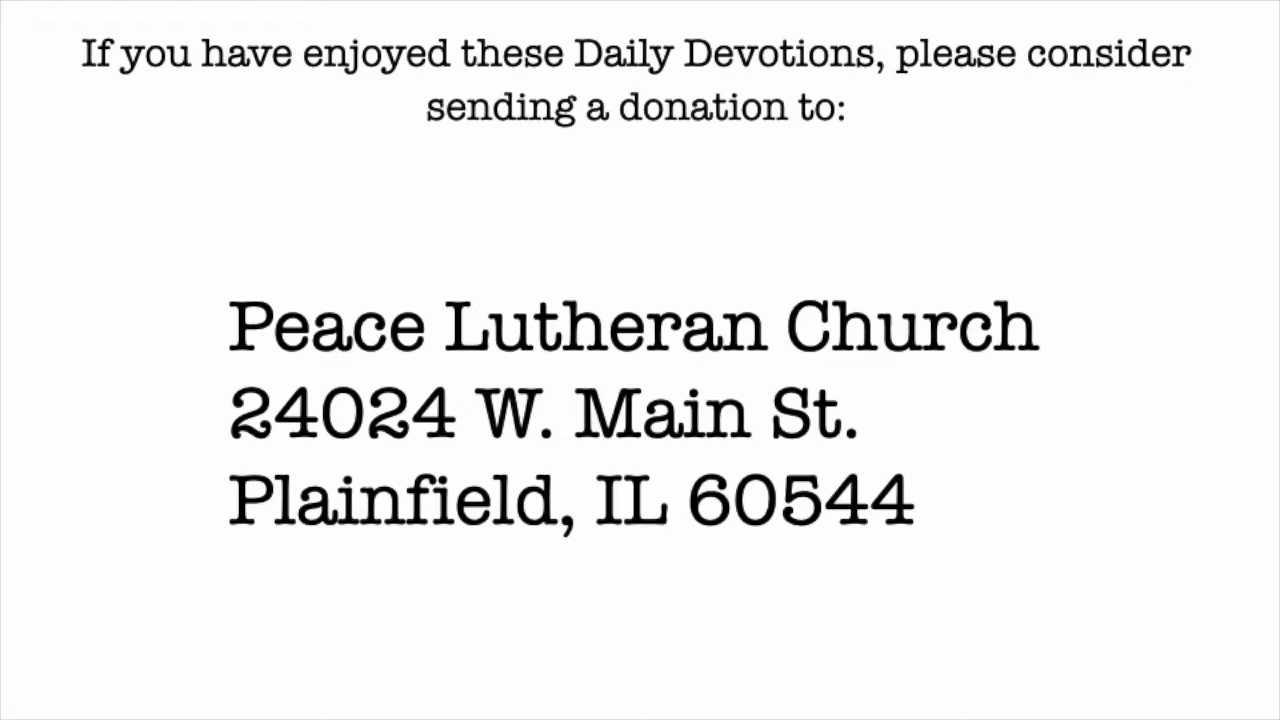 If you have enjoyed these Daily Devotions, please consider
sending a donation to:
Peace Lutheran Church
24024 W. Main St.
Plainfield, IL 60544